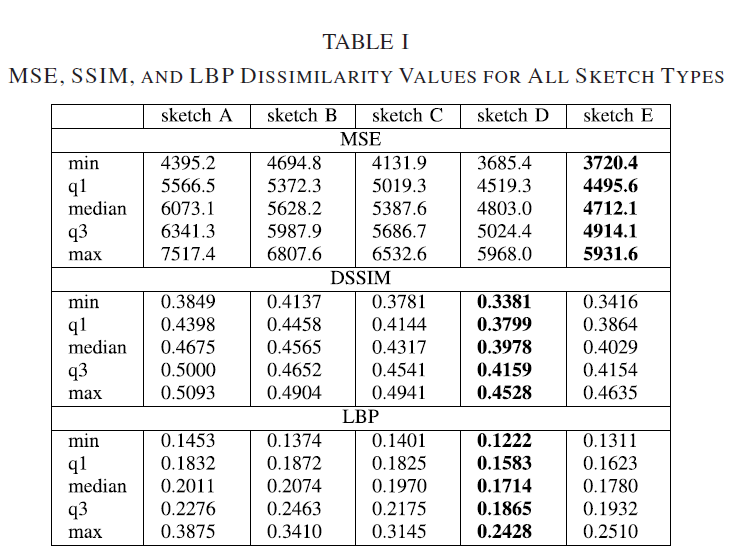 TABLE I
MSE, SSIM, AND LBP DISSIMILARITY VALUES FOR ALL SKETCH TYPES
sketch A sketch B sketch C sketch D sketch E
MSE
min 4395.2 4694.8 4131.9 3685.4 3720.4
q1 5566.5 5372.3 5019.3 4519.3 4495.6
median 6073.1 5628.2 5387.6 4803.0 4712.1
q3 6341.3 5987.9 5686.7 5024.4 4914.1
max 7517.4 6807.6 6532.6 5968.0 5931.6
DSSIM
min 0.3849 0.4137 0.3781 0.3381 0.3416
q1 0.4398 0.4458 0.4144 0.3799 0.3864
median 0.4675 0.4565 0.4317 0.3978 0.4029
q3 0.5000 0.4652 0.4541 0.4159 0.4154
max 0.5093 0.4904 0.4941 0.4528 0.4635
LBP
min 0.1453 0.1374 0.1401 0.1222 0.1311
q1 0.1832 0.1872 0.1825 0.1583 0.1623
median 0.2011 0.2074 0.1970 0.1714 0.1780
q3 0.2276 0.2463 0.2175 0.1865 0.1932
max 0.3875 0.3410 0.3145 0.2428 0.2510